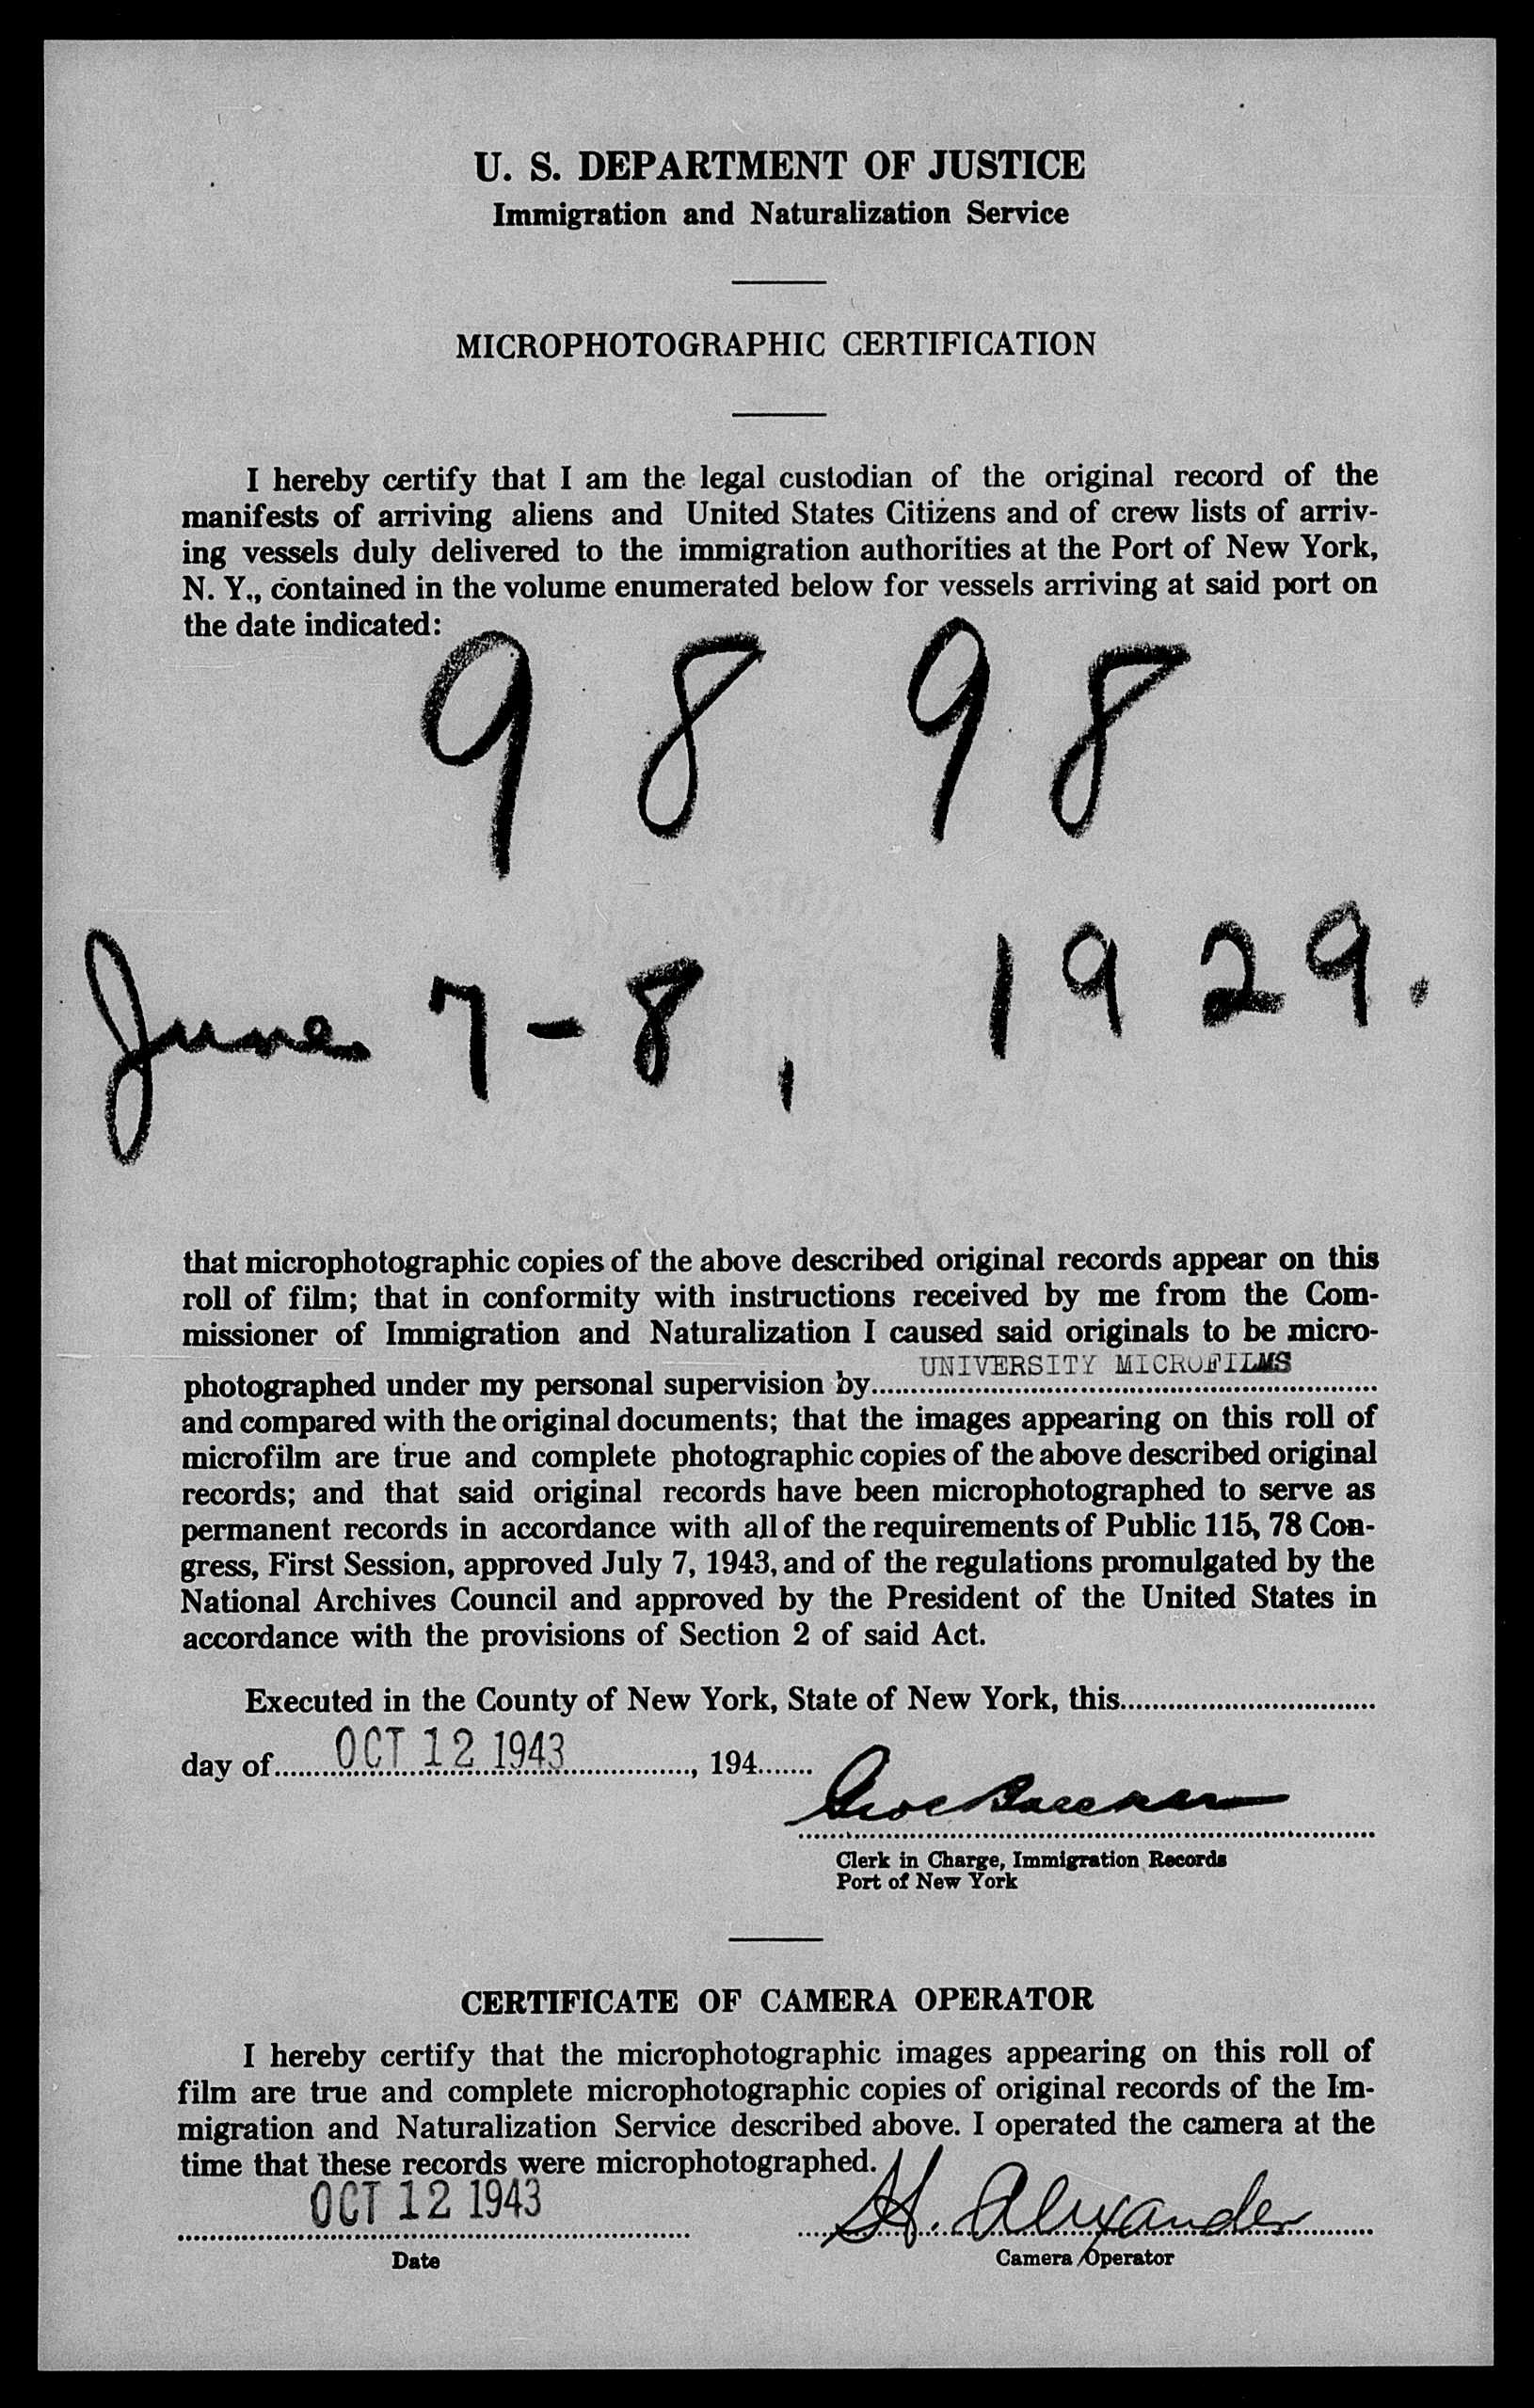 U. S. DEPARTMENT OF JUSTICE
Immigration and Naturalization Service
MICROPHOTOGRAPHIC CERTIFICATION
I hereby certify that I am the legal custodian of the original record of the
manifests of arriving aliens and United States Citizens and of crew lists of arriv-
ing vessels duly delivered to the immigration authorities at the Port of New York,
N. Y., contained in the volume enumerated below for vessels arriving at said port on
the date indicated:
9 8 9 8
June 7-8, 1929.
that microphotographic copies of the above described original records appear on this
roll of film; that in conformity with instructions received by me from the Com-
missioner of Immigration and Naturalization I caused said originals to be micro-
photographed under my personal supervision by UNIVERSITY MICROFILMS
and compared with the original documents; that the images appearing on this roll of
microfilm are true and complete photographic copies of the above described original
records; and that said original records have been microphotographed to serve as
permanent records in accordance with all of the requirements of Public 115, 78 Con-
gress, First Session, approved July 7, 1943, and of the regulations promulgated by the
National Archives Council and approved by the President of the United States in
accordance with the provisions of Section 2 of said Act.
Executed in the County of New York, State of New York, this
day of OCT 12 1943, 194
Clerk in Charge, Immigration Records
Port of New York
CERTIFICATE OF CAMERA OPERATOR
I hereby certify that the microphotographic images appearing on this roll of
film are true and complete microphotographic copies of original records of the Im-
migration and Naturalization Service described above. I operated the camera at the
time that these records were microphotographed.
OCT 12 1943 H. Alexander
Date Camera Operator